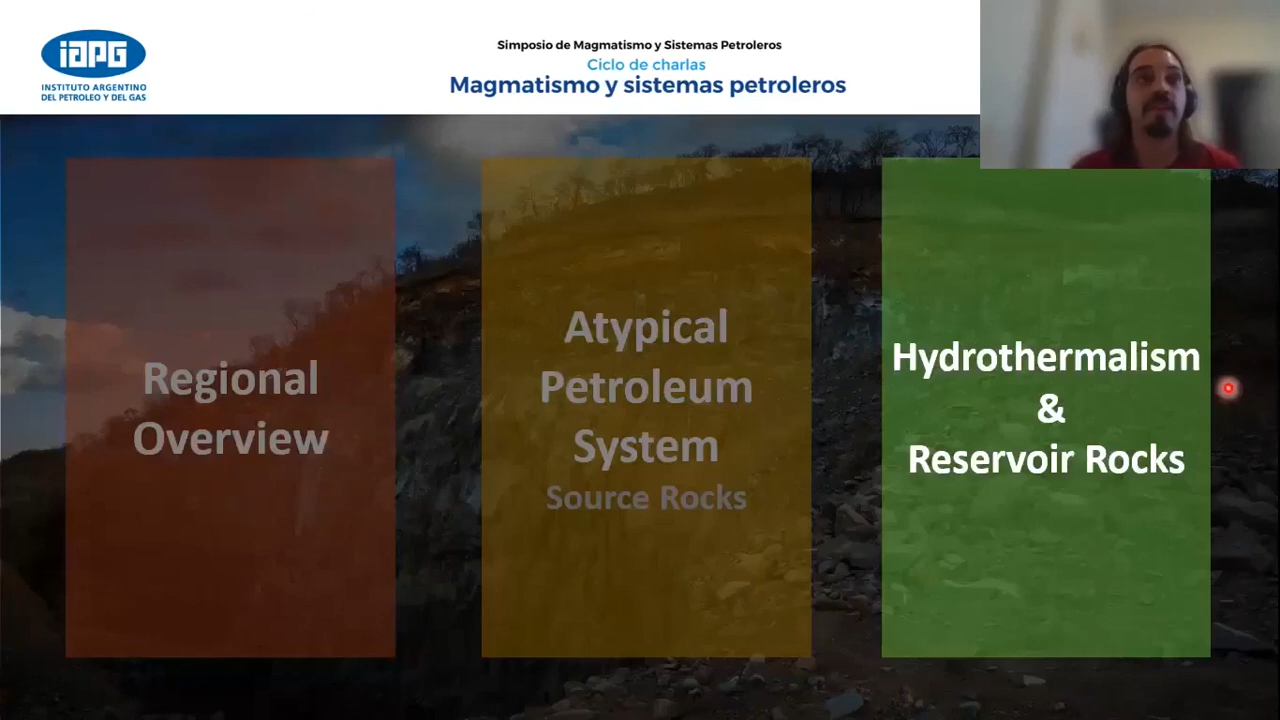 iAPG
INSTITUTO ARGENTINO
DEL PETROLEO Y DEL GAS
Simposio de Magmatismo y Sistemas Petroleros
Ciclo de charlas
Magmatismo y sistemas petroleros
Regional
Overview
Atypical
Petroleum
System
Source Rocks
Hydrothermalism
&
Reservoir Rocks